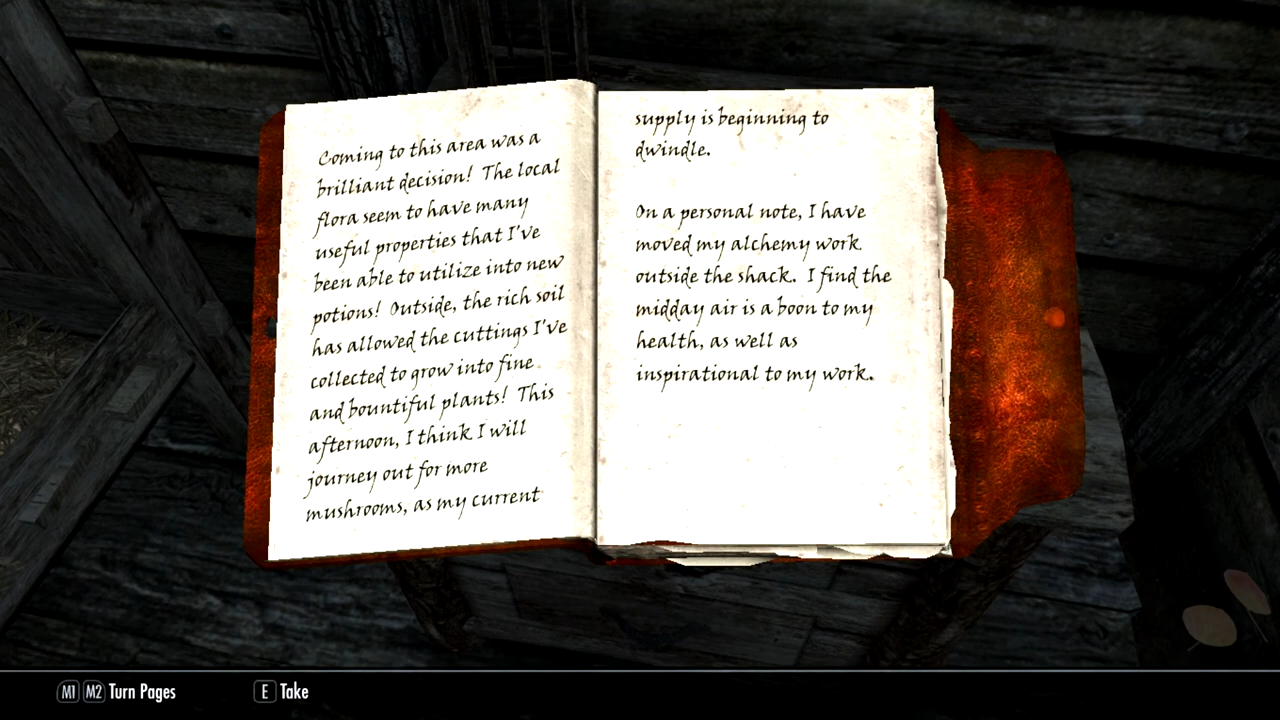 Coming to this area was a
brilliant decision! The local
flora seem to have many
useful properties that I've
been able to utilize into new
potions! Outside, the rich soil
has allowed the cuttings I've
collected to grow into fine
and bountiful plants! This
afternoon, I think I will
journey out for more
mushrooms, as my current
supply is beginning to
dwindle.
On a personal note, I have
moved my alchemy work
outside the shack. I find the
midday air is a boon to my
health, as well as
inspirational to my work.
M1 M2 Turn Pages
E Take